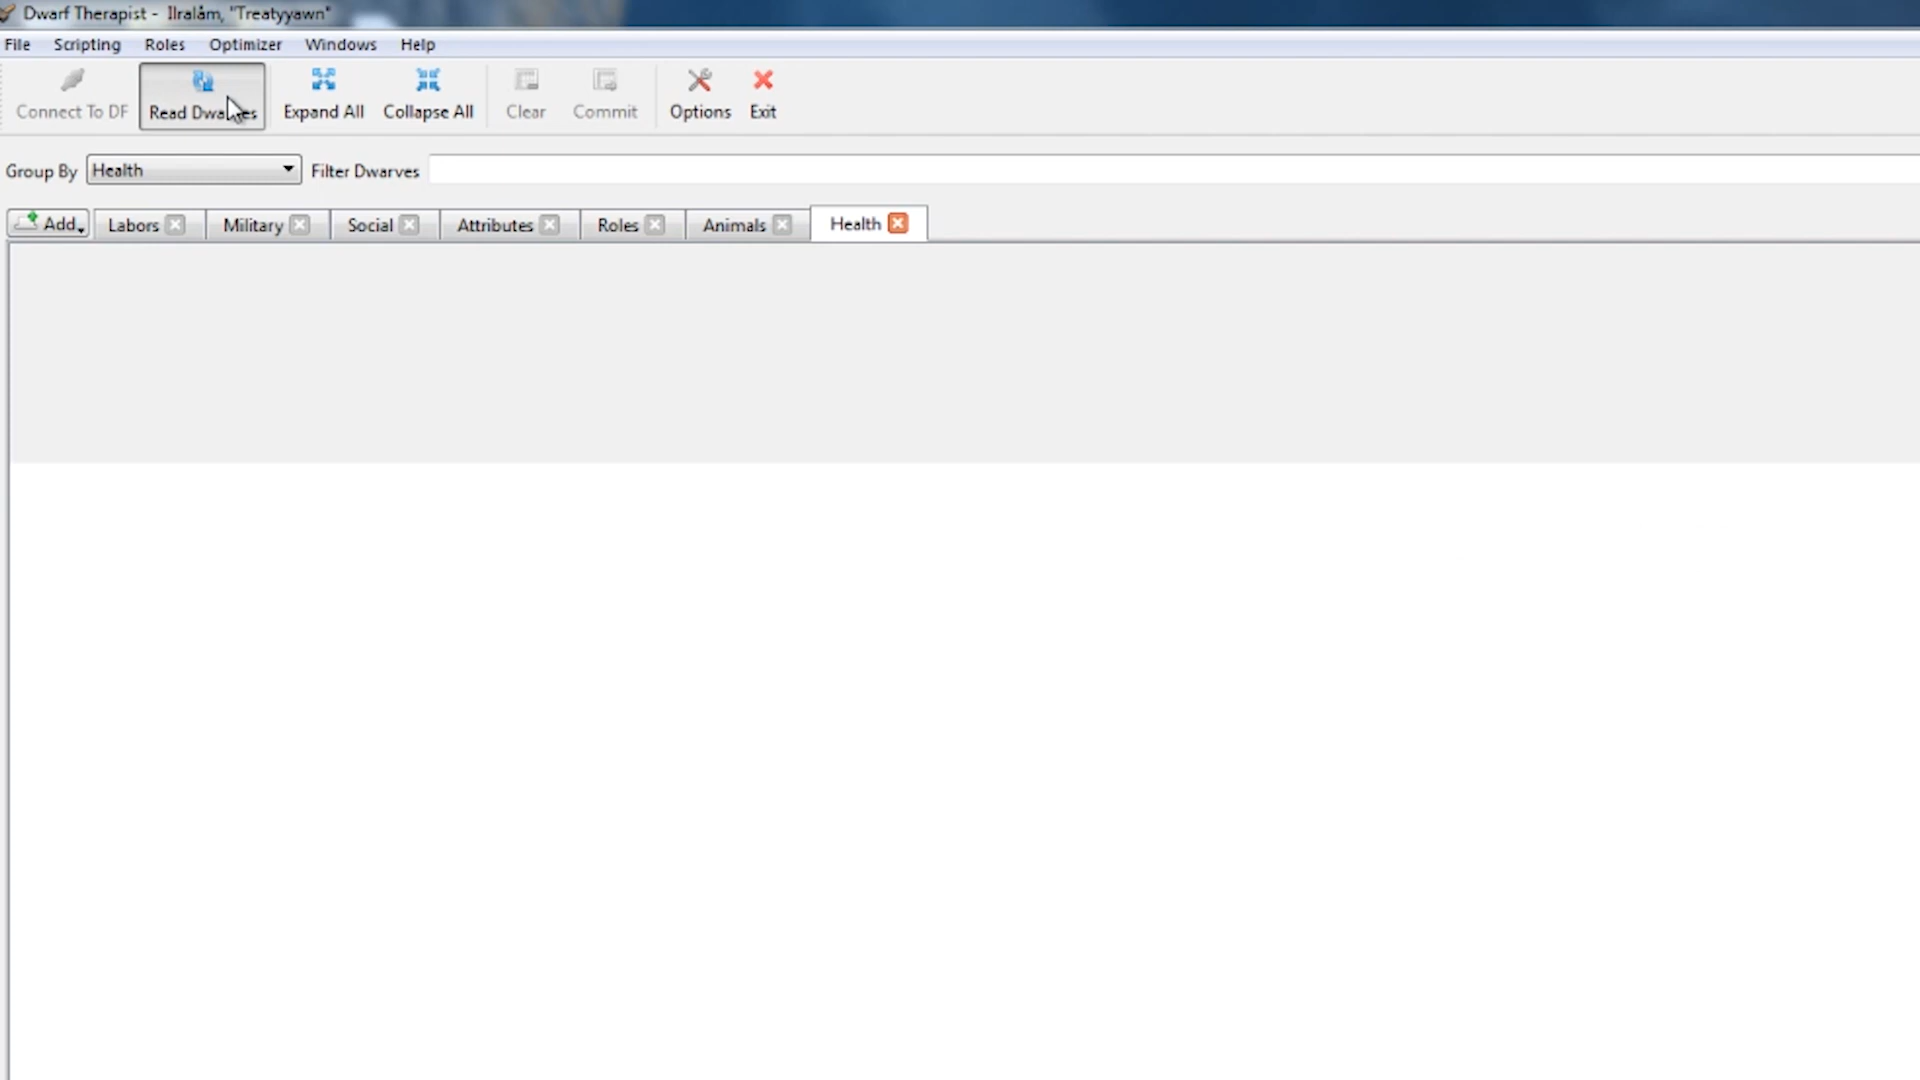 Dwarf Therapist - Ilralåm, "Treatyyawn"
File Scripting Roles Optimizer Windows Help
Connect To DF Read Dwarves Expand All Collapse All Clear Commit Options Exit
Group By Health Filter Dwarves
Add Labors Military Social Attributes Roles Animals Health